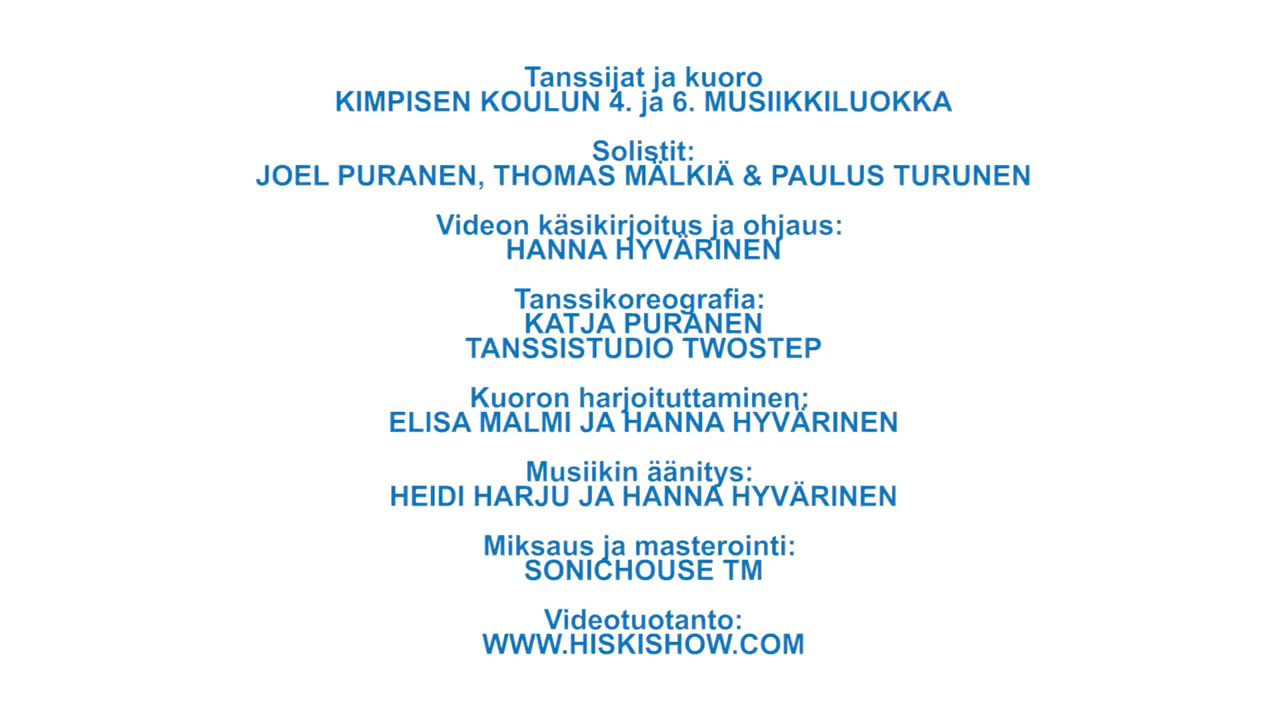 Tanssijat ja kuoro
KIMPISEN KOULUN 4. ja 6. MUSIIKKILUOKKA
Solistit:
JOEL PURANEN, THOMAS MÄLKIÄ & PAULUS TURUNEN
Videon käsikirjoitus ja ohjaus:
HANNA HYVÄRINEN
Tanssikoreografia:
KATJA PURANEN
TANSSISTUDIO TWOSTEP
Kuoron harjoituttaminen:
ELISA MALMI JA HANNA HYVÄRINEN
Musiikin äänitys:
HEIDI HARJU JA HANNA HYVÄRINEN
Miksaus ja masterointi:
SONICHOUSE TM
Videotuotanto:
WWW.HISKISHOW.COM